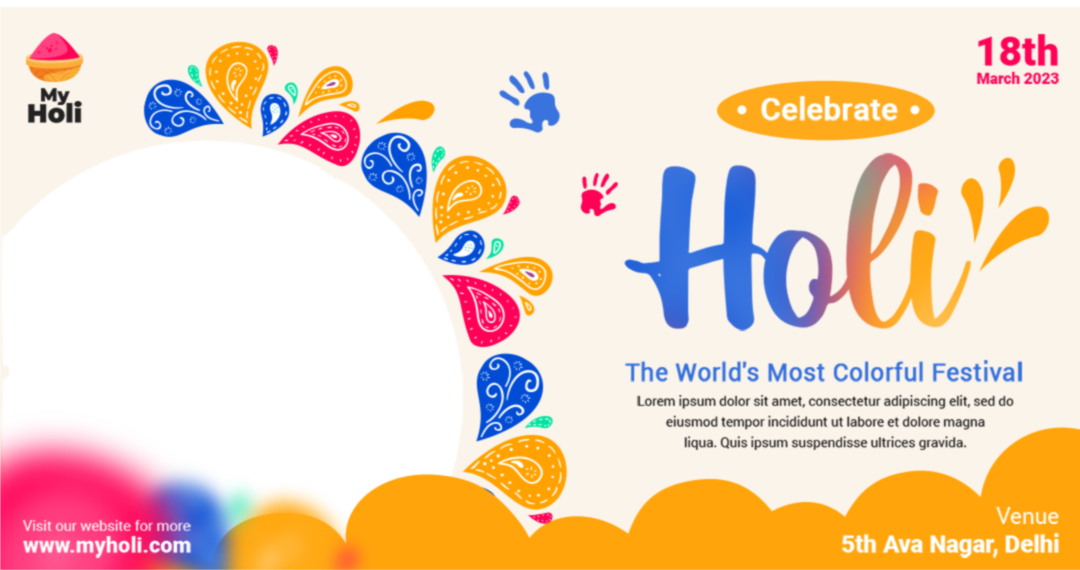 My
Holi
18th
March 2023
• Celebrate •
Holi
The World's Most Colorful Festival
Lorem ipsum dolor sit amet, consectetur adipiscing elit, sed do
eiusmod tempor incididunt ut labore et dolore magna
liqua. Quis ipsum suspendisse ultrices gravida.
Visit our website for more
www.myholi.com
Venue
5th Ava Nagar, Delhi